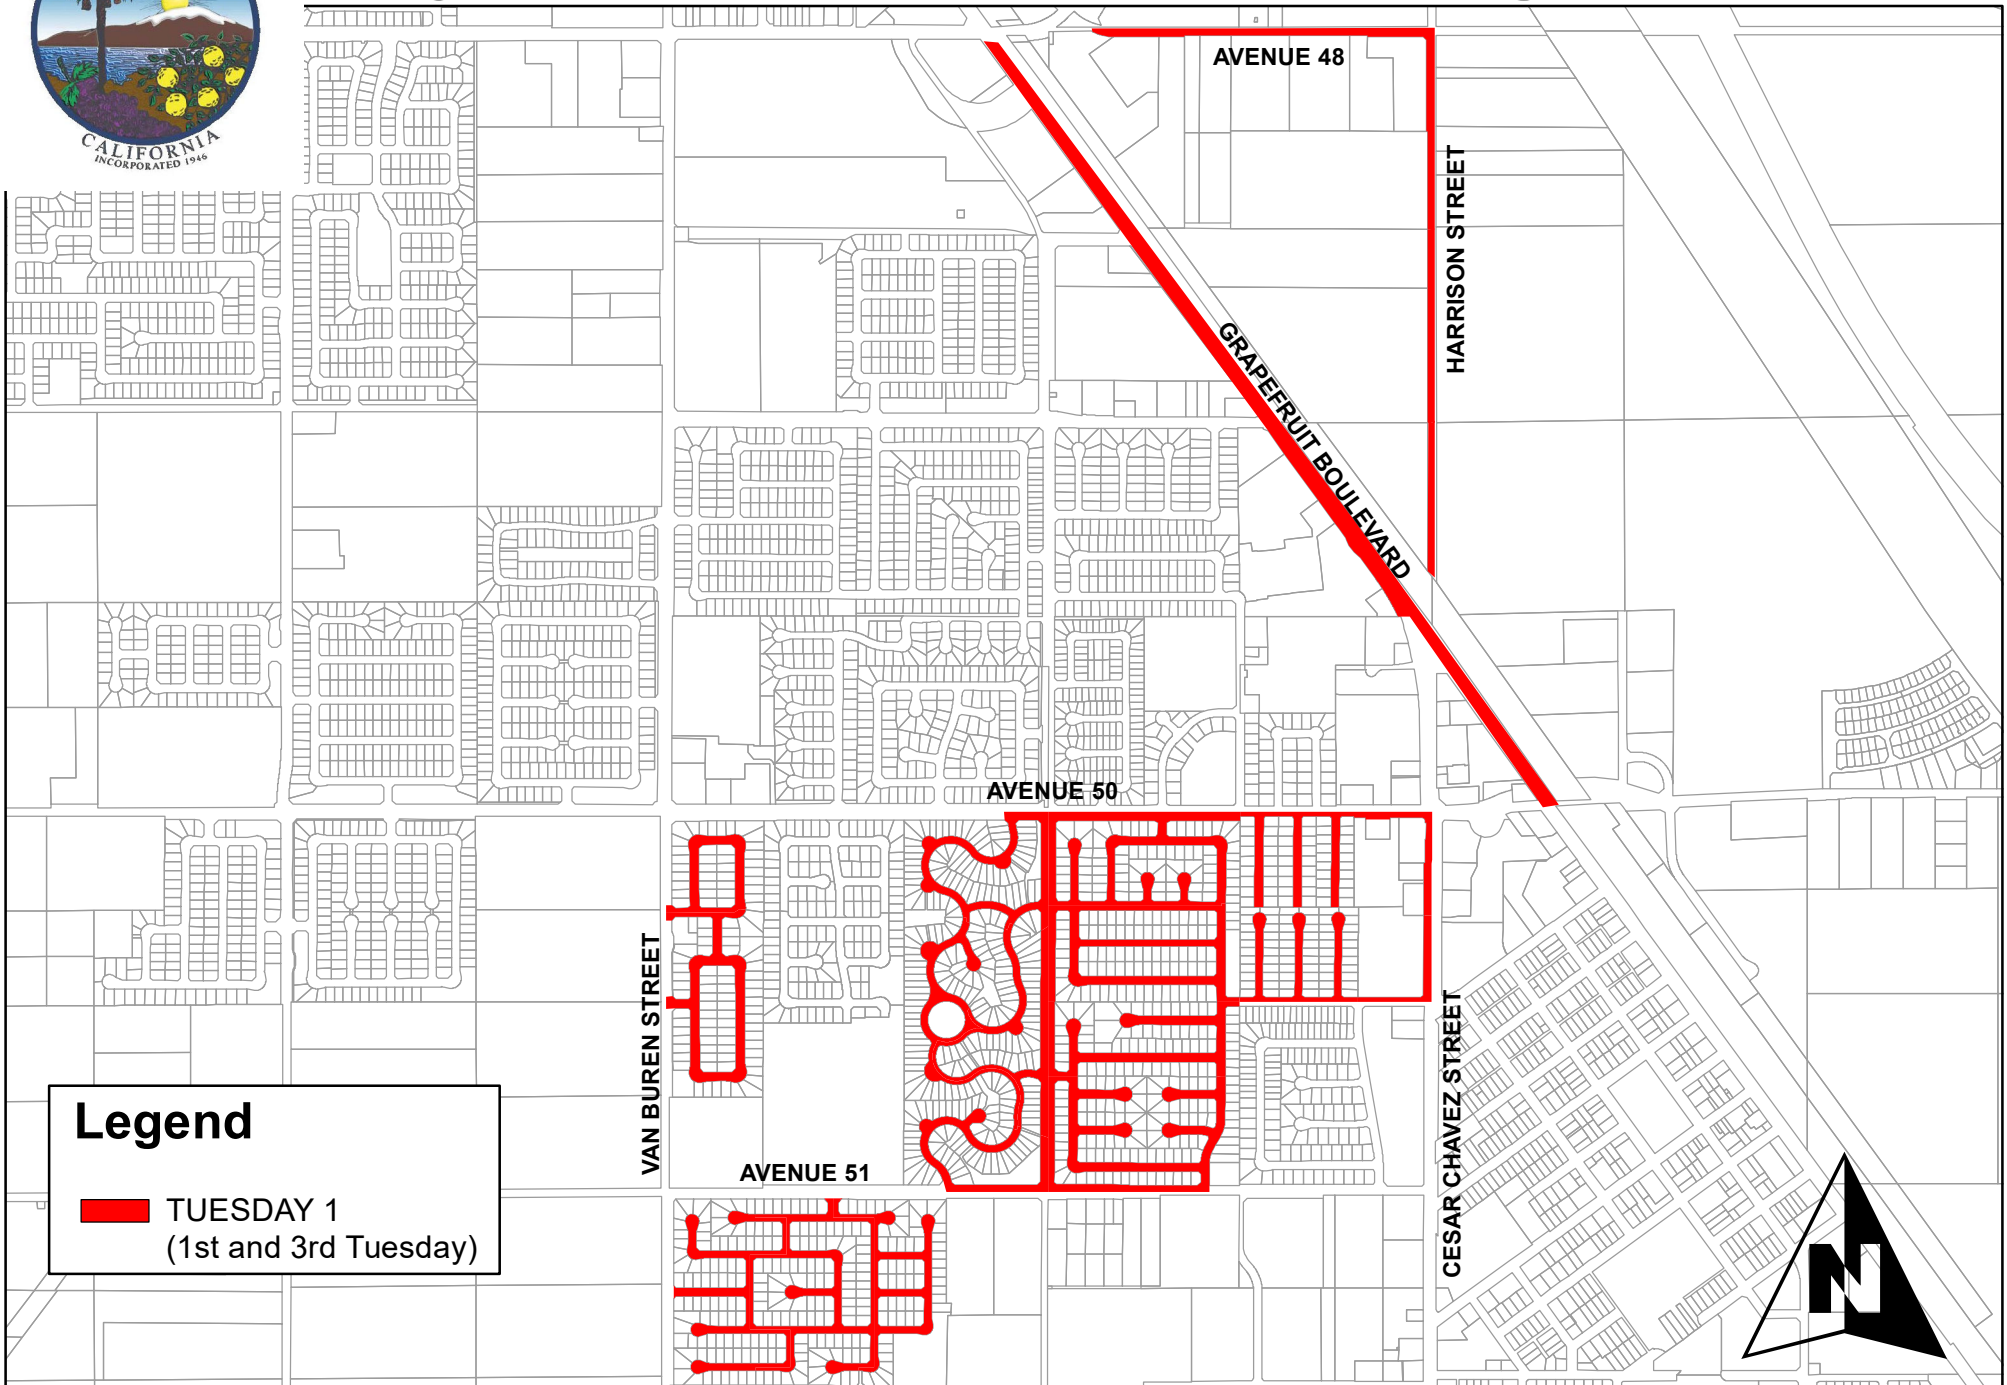 CALIFORNIA
INCORPORATED 1946
AVENUE 48
HARRISON STREET
GRAPEFRUIT BOULEVARD
AVENUE 50
VAN BUREN STREET
CESAR CHAVEZ STREET
AVENUE 51
Legend
TUESDAY 1
(1st and 3rd Tuesday)
N